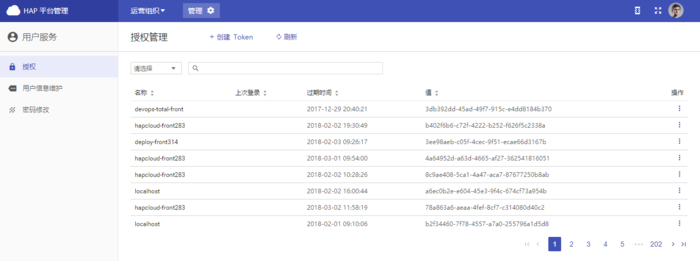 HAP 平台管理
运营组织 管理
用户服务
授权
用户信息维护
密码修改
授权管理 + 创建 Token 刷新
请选择
名称 上次登录 过期时间 值 操作
devops-total-front 2017-12-29 20:40:21 3db392dd-45ad-49f7-915c-e4dd8184b370
hapcloud-front283 2018-02-02 19:30:49 b402f6b6-c72f-4222-b252-f626f5c2338a
deploy-front314 2018-02-03 09:26:17 3ee98aeb-c05f-4cec-9f51-ecae66d3167b
hapcloud-front283 2018-03-01 09:54:00 4a64952d-a63d-4665-af27-362541816051
hapcloud-front283 2018-02-02 10:28:26 8c9ae408-5ca1-4a47-aca7-87677250b8ab
localhost 2018-02-02 16:00:44 a6ec0b2e-e604-45e3-9f4c-674cf73a954b
hapcloud-front283 2018-03-02 11:58:19 78a863a6-aeaa-4fef-8cf7-c314080d40c2
localhost 2018-02-01 09:10:06 b2f34460-7f78-4557-a7a0-255796a1d5d8
1 2 3 4 5 ••• 202